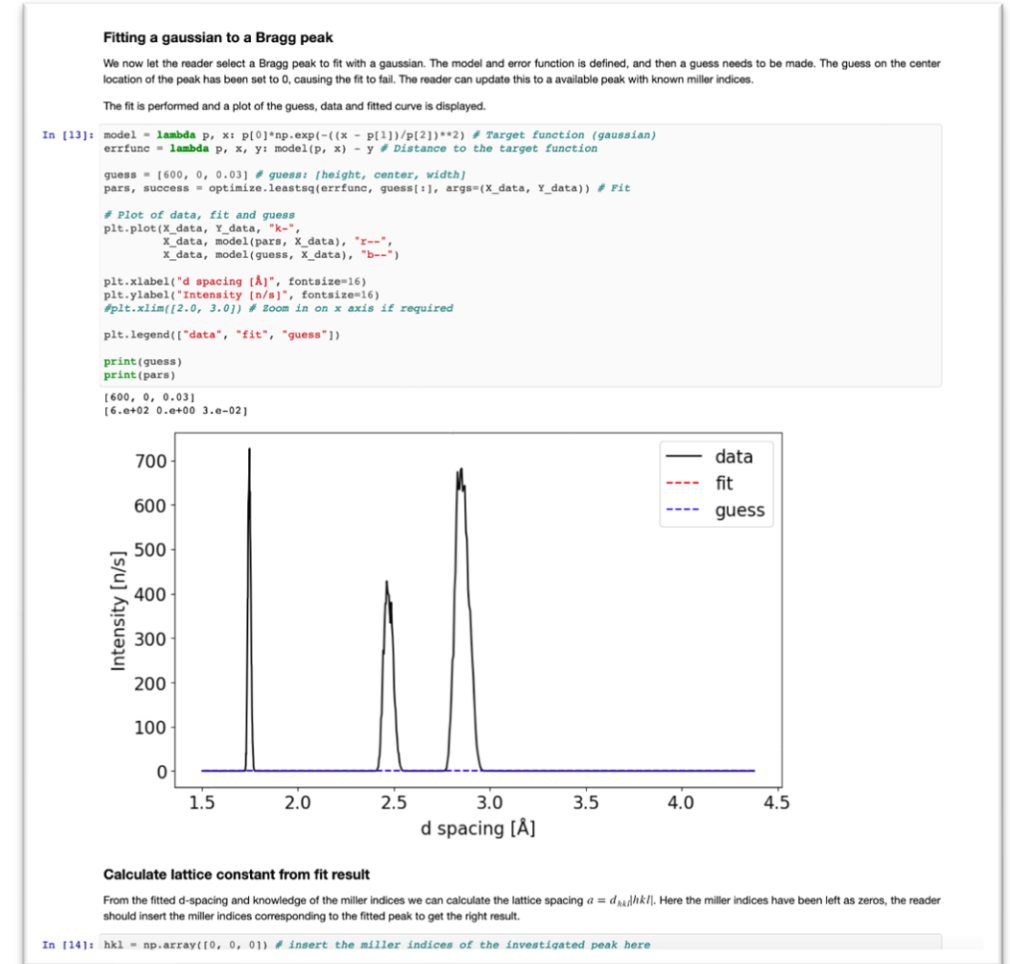 Fitting a gaussian to a Bragg peak
We now let the reader select a Bragg peak to fit with a gaussian. The model and error function is defined, and then a guess needs to be made. The guess on the center
location of the peak has been set to 0, causing the fit to fail. The reader can update this to a available peak with known miller indices.
The fit is performed and a plot of the guess, data and fitted curve is displayed.
In [13]: model = lambda p, x: p[0]*np.exp(-((x - p[1])/p[2])**2) # Target function (gaussian)
errfunc = lambda p, x, y: model(p, x) - y # Distance to the target function
guess = [600, 0, 0.03] # guess: [height, center, width]
pars, success = optimize.leastsq(errfunc, guess[:], args=(X_data, Y_data)) # Fit
# Plot of data, fit and guess
plt.plot(X_data, Y_data, "k-",
X_data, model(pars, X_data), "r--",
X_data, model(guess, X_data), "b--")
plt.xlabel("d spacing [Å]", fontsize=16)
plt.ylabel("Intensity [n/s]", fontsize=16)
#plt.xlim([2.0, 3.0]) # Zoom in on x axis if required
plt.legend(["data", "fit", "guess"])
print(guess)
print(pars)
[600, 0, 0.03]
[6.e+02 0.e+00 3.e-02]
700
600
500
400
300
200
100
0
Intensity [n/s]
data
fit
guess
1.5 2.0 2.5 3.0 3.5 4.0 4.5
d spacing [Å]
Calculate lattice constant from fit result
From the fitted d-spacing and knowledge of the miller indices we can calculate the lattice spacing a = d_hkl|hkl|. Here the miller indices have been left as zeros, the reader
should insert the miller indices corresponding to the fitted peak to get the right result.
In [14]: hkl = np.array([0, 0, 0]) # insert the miller indices of the investigated peak here